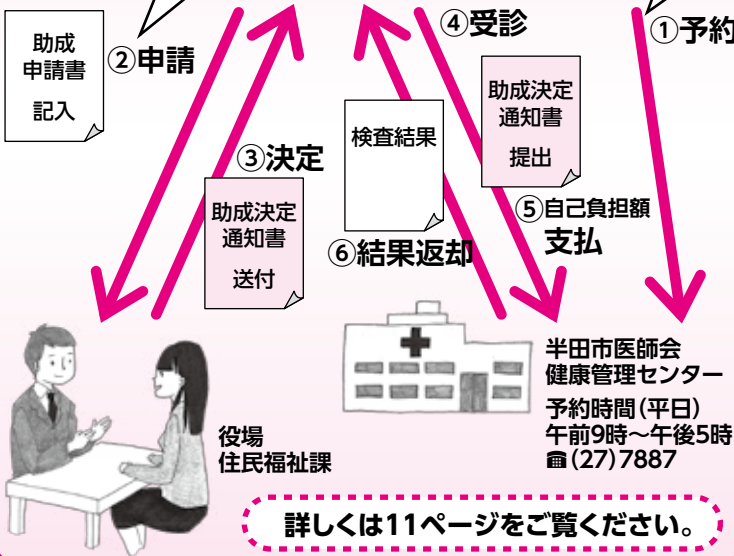 ④受診
①予約
助成
申請書
記入
②申請
助成決定
通知書
提出
検査結果
③決定
助成決定
通知書
送付
⑤自己負担額
支払
⑥結果返却
半田市医師会
健康管理センター
予約時間(平日)
午前9時～午後5時
☎(27)7887
役場
住民福祉課
詳しくは11ページをご覧ください。